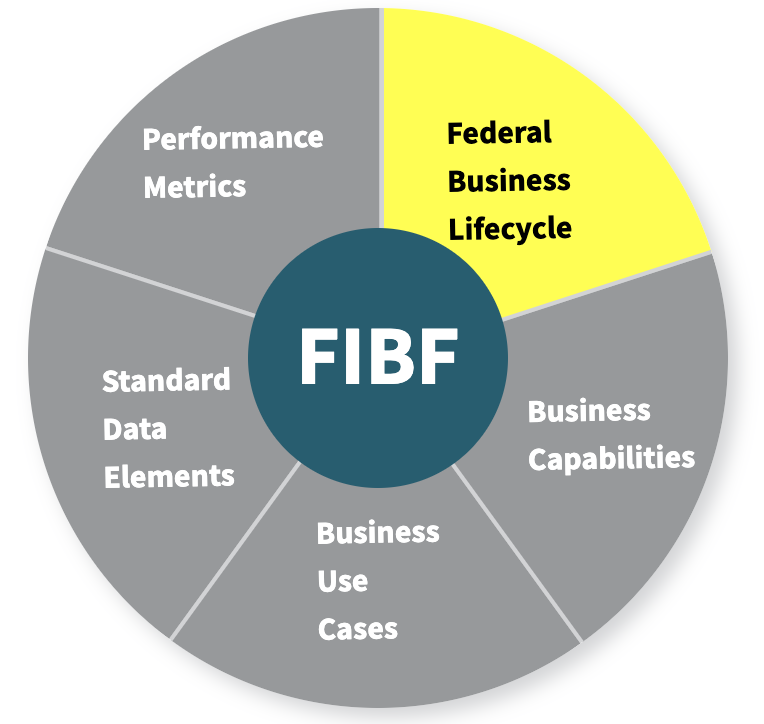 Performance
Metrics
Federal
Business
Lifecycle
FIBF
Standard
Data
Elements
Business
Capabilities
Business
Use
Cases